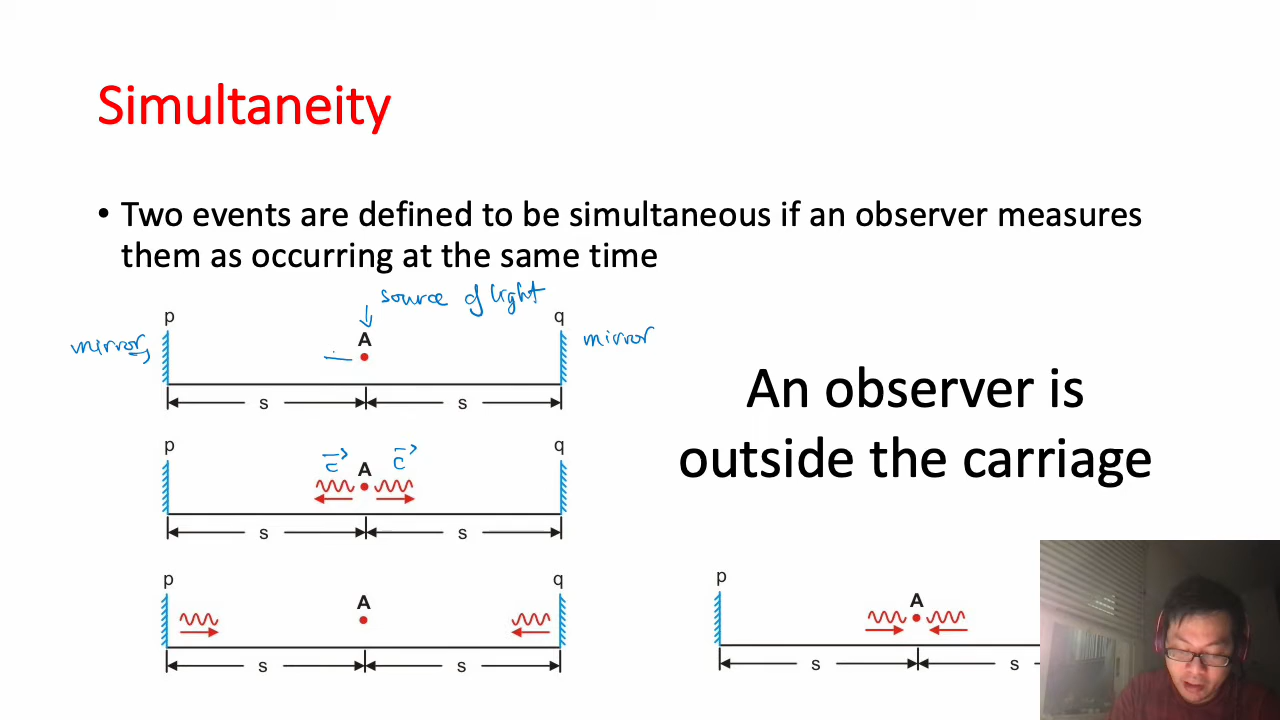 Simultaneity
• Two events are defined to be simultaneous if an observer measures
them as occurring at the same time
source of light
p
A
q
mirror
mirror
s
s
An observer is
outside the carriage
p
c
A
c
q
s
s
p
A
q
s
s
p
A
s
s